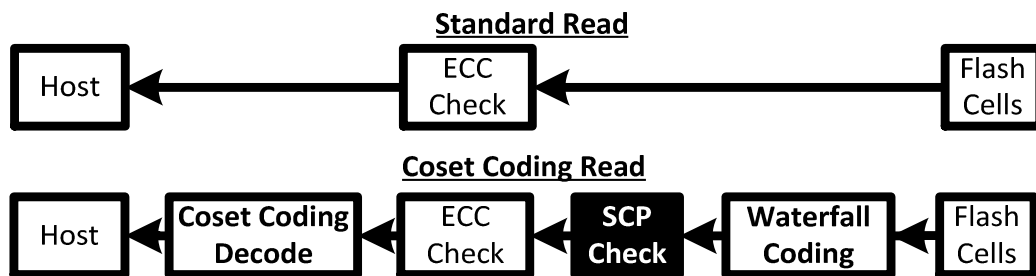 Standard Read
Host
ECC
Check
Flash
Cells
Coset Coding Read
Host
Coset Coding
Decode
ECC
Check
SCP
Check
Waterfall
Coding
Flash
Cells